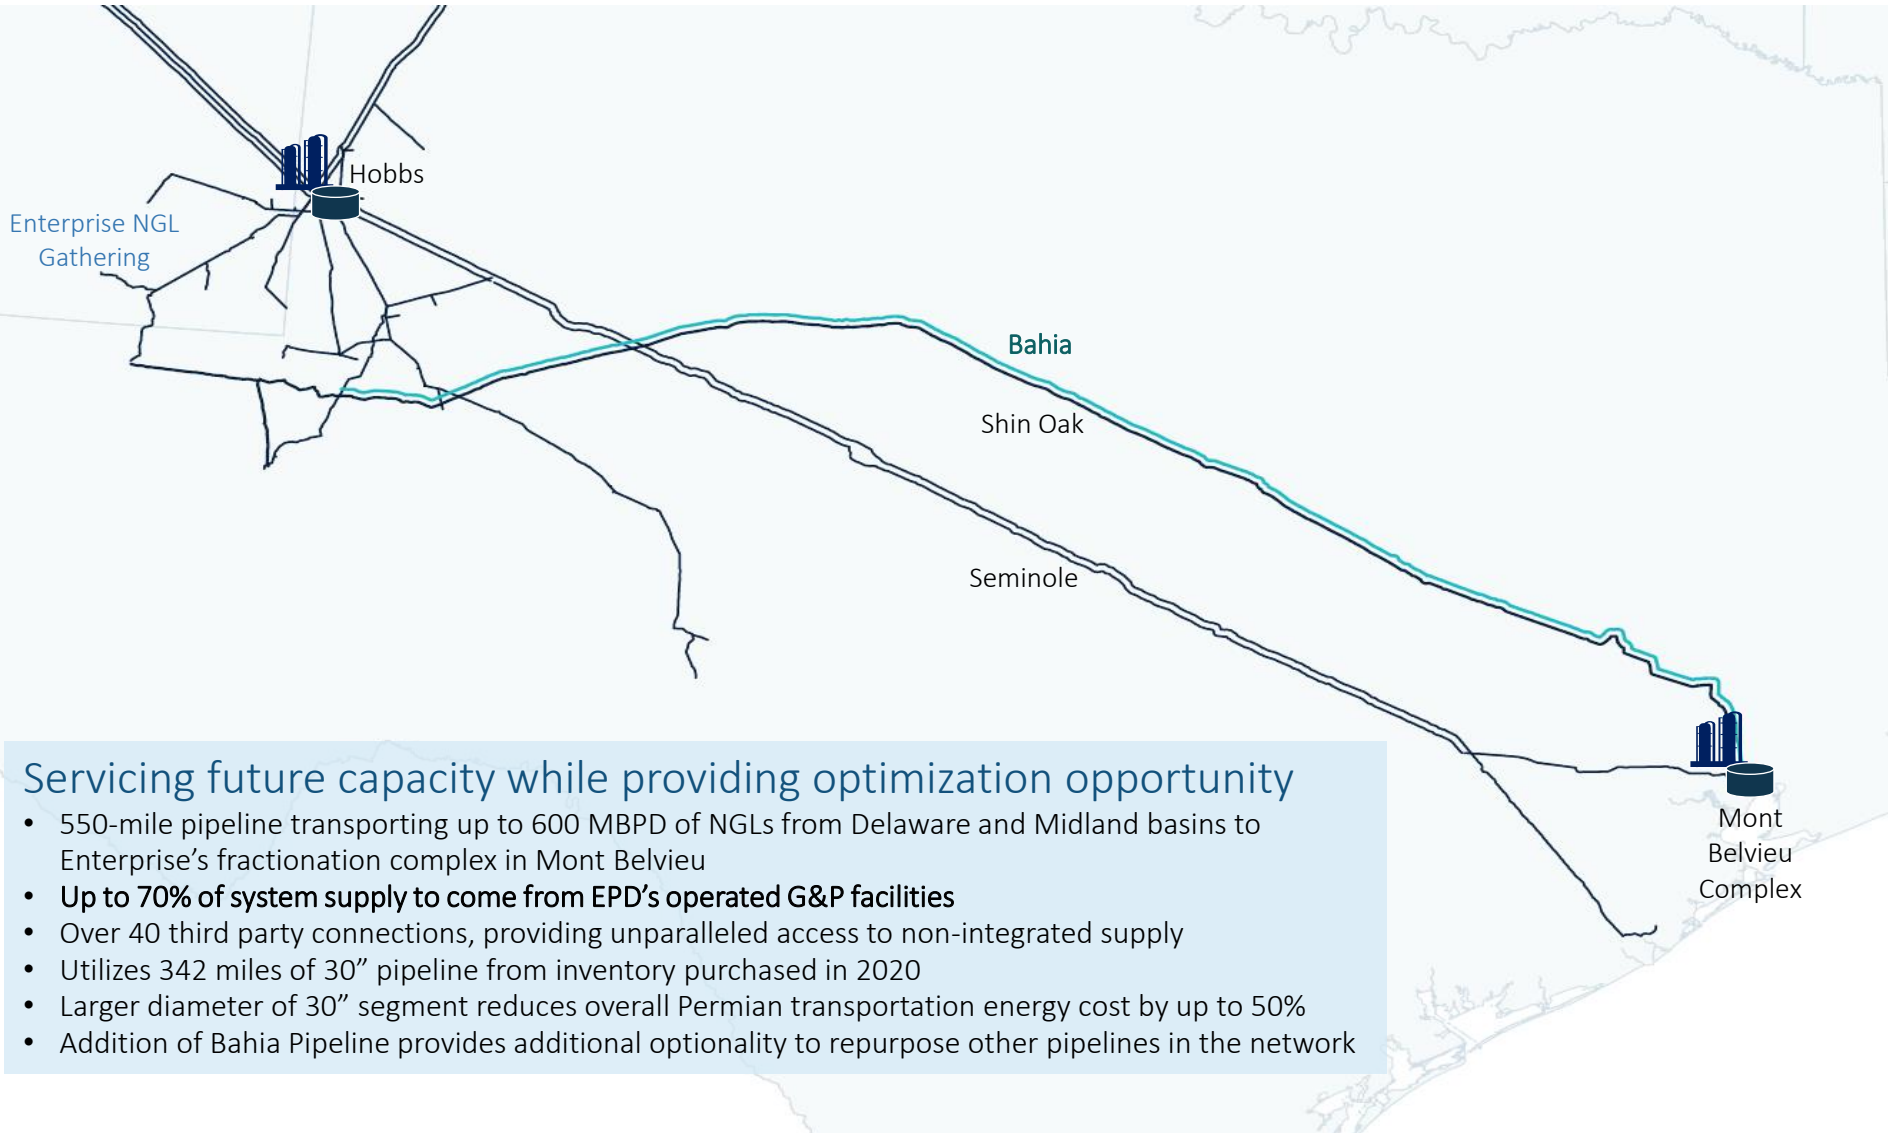 Hobbs
Enterprise NGL
Gathering
Bahia
Shin Oak
Seminole
Mont
Belvieu
Complex
Servicing future capacity while providing optimization opportunity
• 550-mile pipeline transporting up to 600 MBPD of NGLs from Delaware and Midland basins to
Enterprise’s fractionation complex in Mont Belvieu
• Up to 70% of system supply to come from EPD’s operated G&P facilities
• Over 40 third party connections, providing unparalleled access to non-integrated supply
• Utilizes 342 miles of 30” pipeline from inventory purchased in 2020
• Larger diameter of 30” segment reduces overall Permian transportation energy cost by up to 50%
• Addition of Bahia Pipeline provides additional optionality to repurpose other pipelines in the network